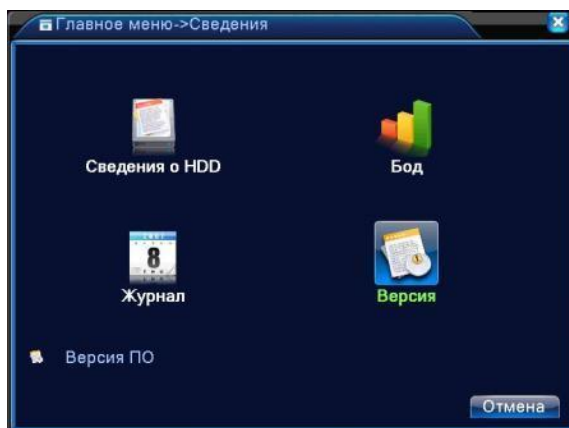 Главное меню->Сведения
Сведения о HDD
Бод
8
Журнал
Версия
Версия ПО
Отмена